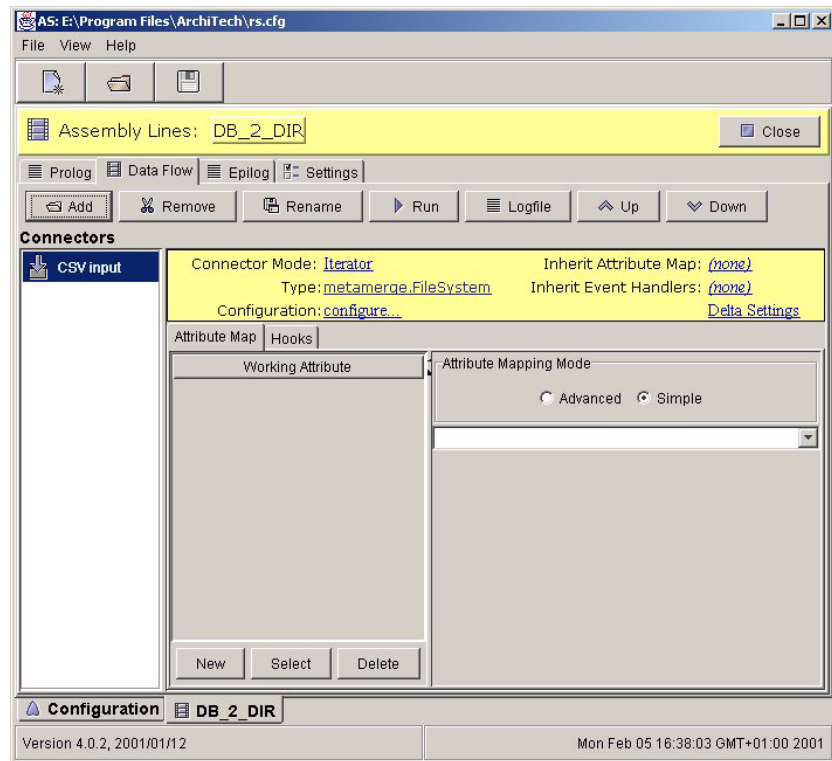 AS: E:\Program Files\ArchiTech\rs.cfg
File View Help
Assembly Lines: DB_2_DIR Close
Prolog Data Flow Epilog Settings
Add Remove Rename Run Logfile Up Down
Connectors
CSV input
Connector Mode: Iterator Inherit Attribute Map: (none)
Type: metamerge.FileSystem Inherit Event Handlers: (none)
Configuration: configure... Delta Settings
Attribute Map Hooks
Working Attribute Attribute Mapping Mode
Advanced Simple
New Select Delete
Configuration DB_2_DIR
Version 4.0.2, 2001/01/12 Mon Feb 05 16:38:03 GMT+01:00 2001